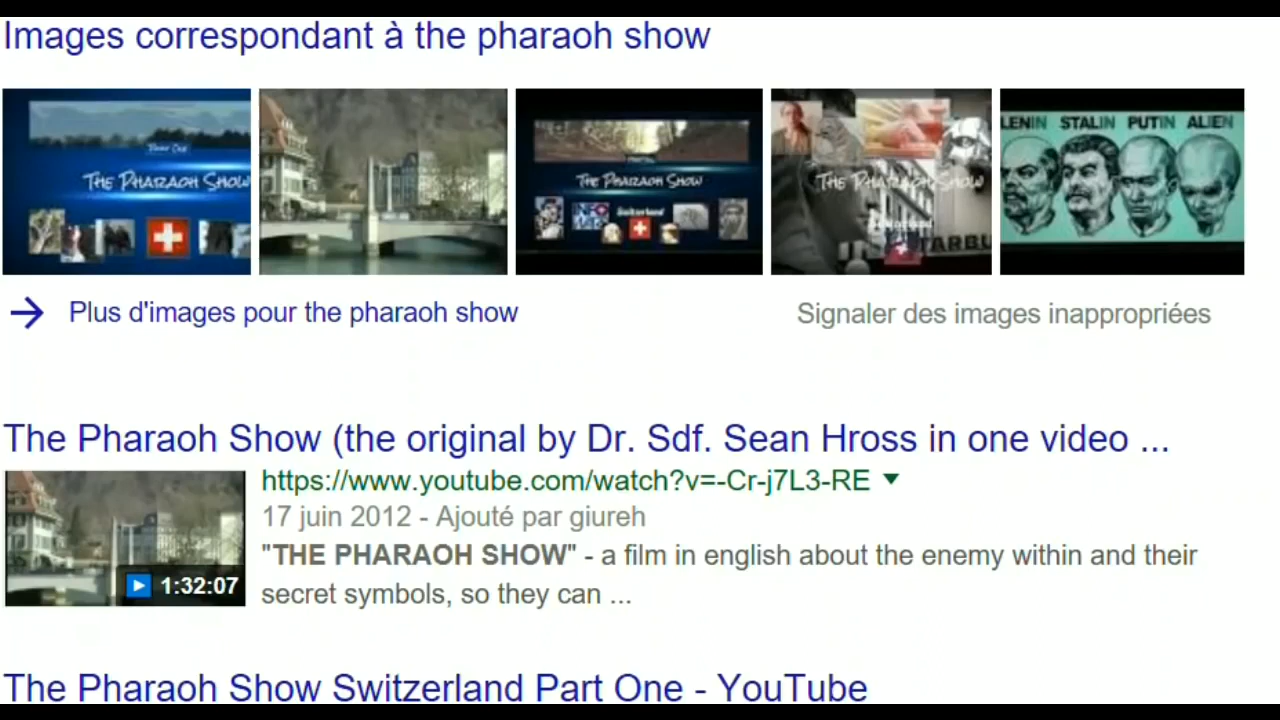 Images correspondant à the pharaoh show
THE PHARAOH SHOW
THE PHARAOH SHOW
Switzerland
THE PHARAOH SHOW
TARBU
LENIN STALIN PUTIN ALIEN
Plus d'images pour the pharaoh show
Signaler des images inappropriées
The Pharaoh Show (the original by Dr. Sdf. Sean Hross in one video ...
https://www.youtube.com/watch?v=-Cr-j7L3-RE
17 juin 2012 - Ajouté par giureh
"THE PHARAOH SHOW" - a film in english about the enemy within and their
secret symbols, so they can ...
1:32:07
The Pharaoh Show Switzerland Part One - YouTube